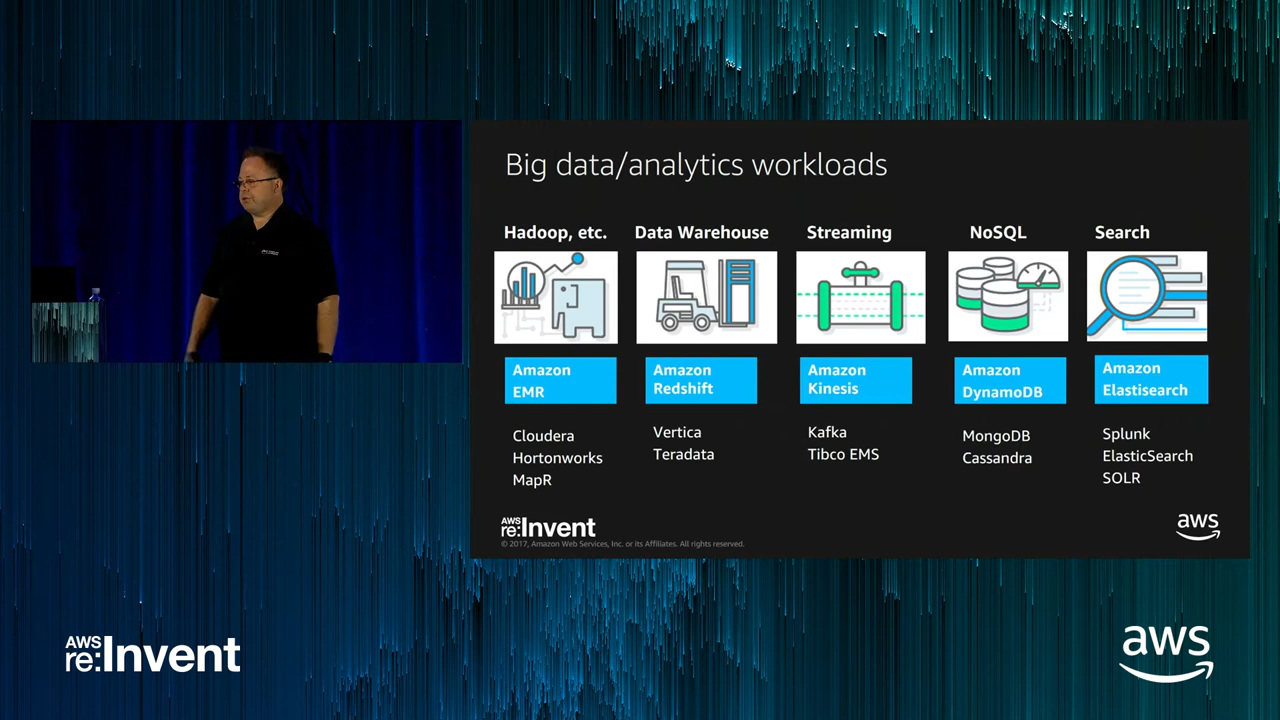 Big data/analytics workloads
Hadoop, etc.
Data Warehouse
Streaming
NoSQL
Search
Amazon
EMR
Amazon
Redshift
Amazon
Kinesis
Amazon
DynamoDB
Amazon
Elastisearch
Cloudera
Hortonworks
MapR
Vertica
Teradata
Kafka
Tibco EMS
MongoDB
Cassandra
Splunk
ElasticSearch
SOLR
AWS
re:Invent
© 2017, Amazon Web Services, Inc. or its Affiliates. All rights reserved.
aws
AWS
re:Invent
aws